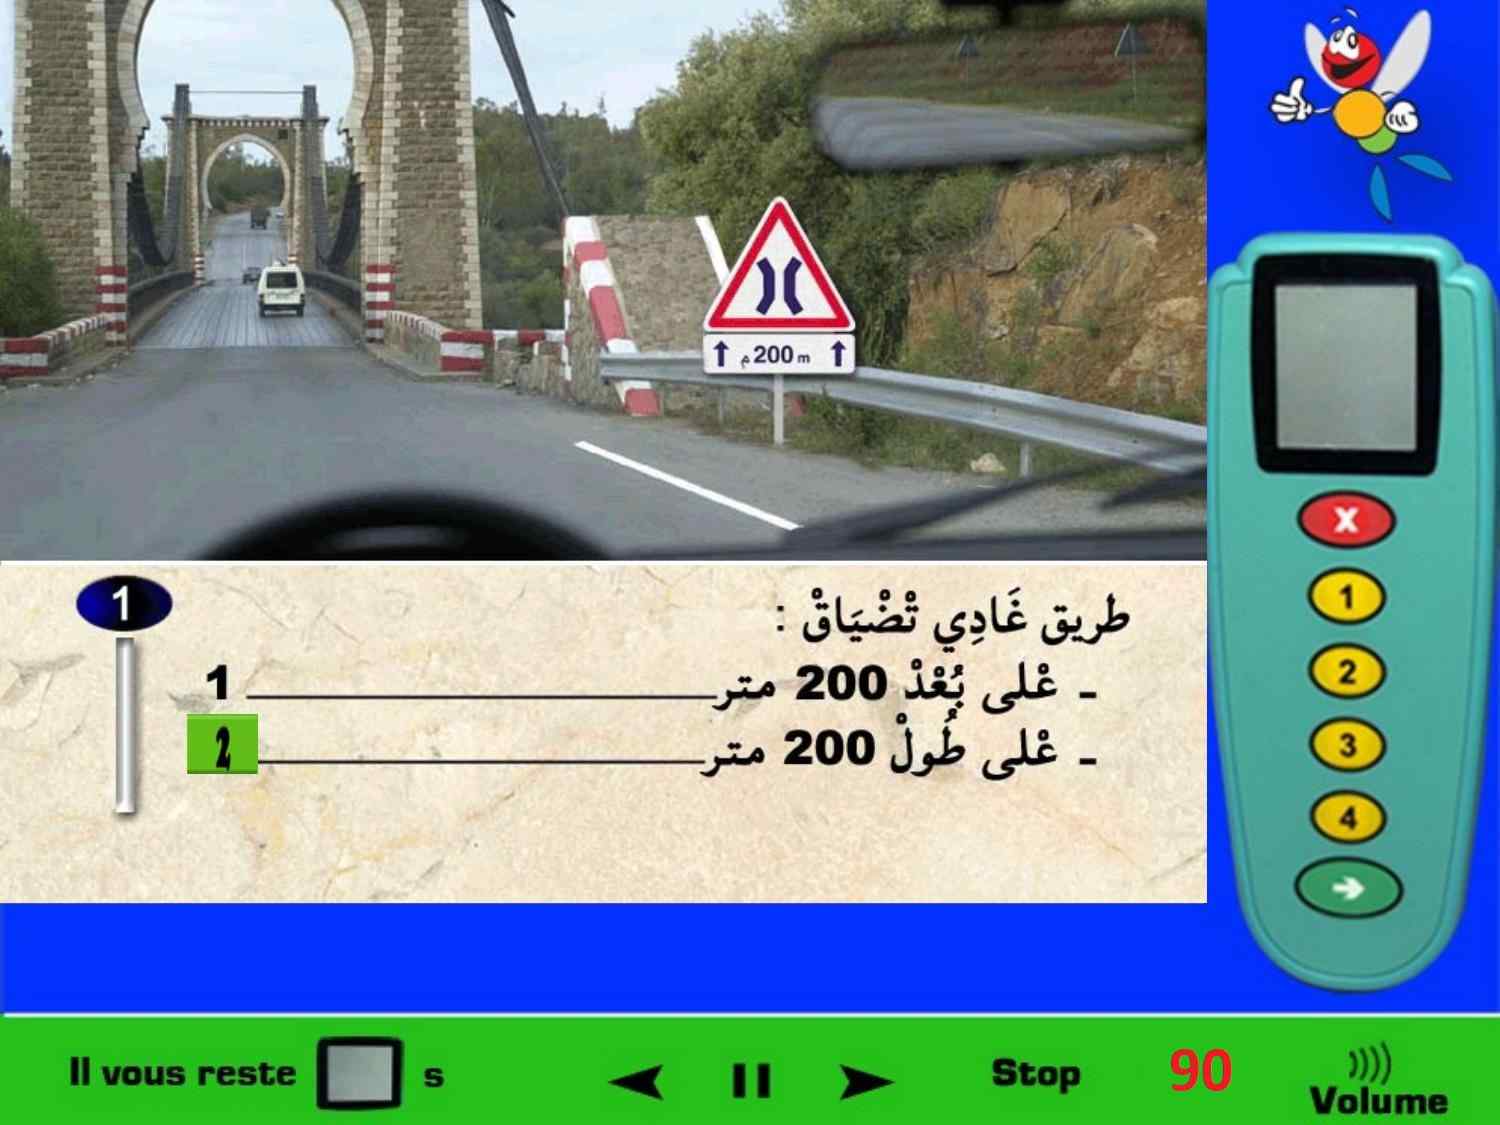 ↑ م 200 m ↑
1
طريق غَادِي تْضْيَاقْ :
ـ عْلى بُعْدْ 200 متر 1
ـ عْلى طُولْ 200 متر 2
X
1
2
3
4
Il vous reste s
Stop
90
Volume